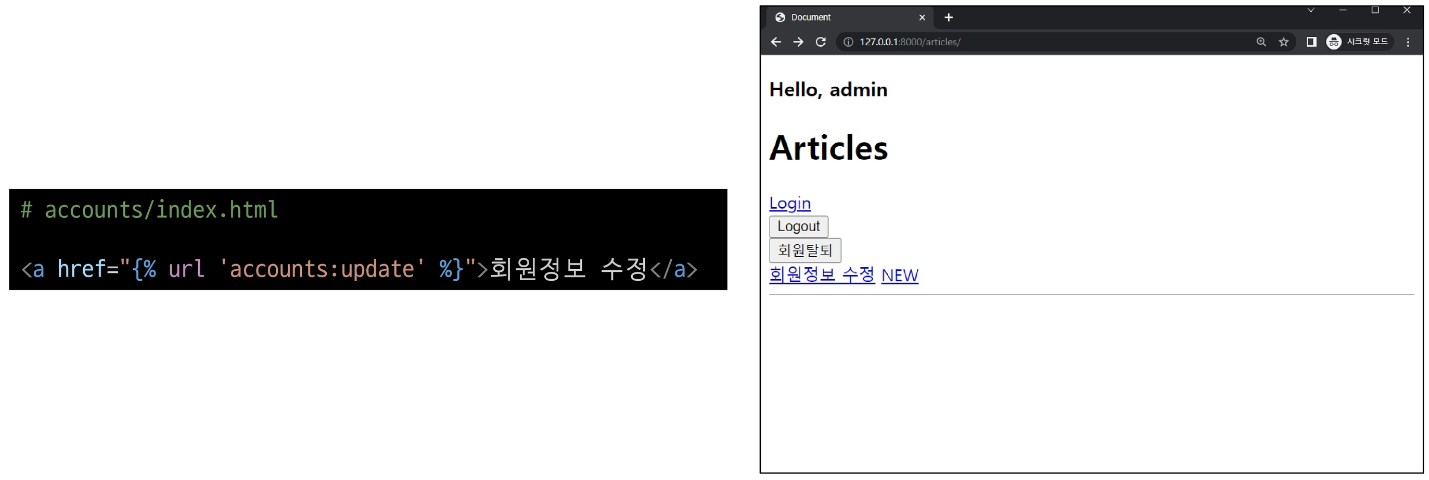 # accounts/index.html
<a href="{% url 'accounts:update' %}">회원정보 수정</a>
Document
127.0.0.1:8000/articles/
시크릿 모드
Hello, admin
Articles
Login
Logout
회원탈퇴
회원정보 수정 NEW